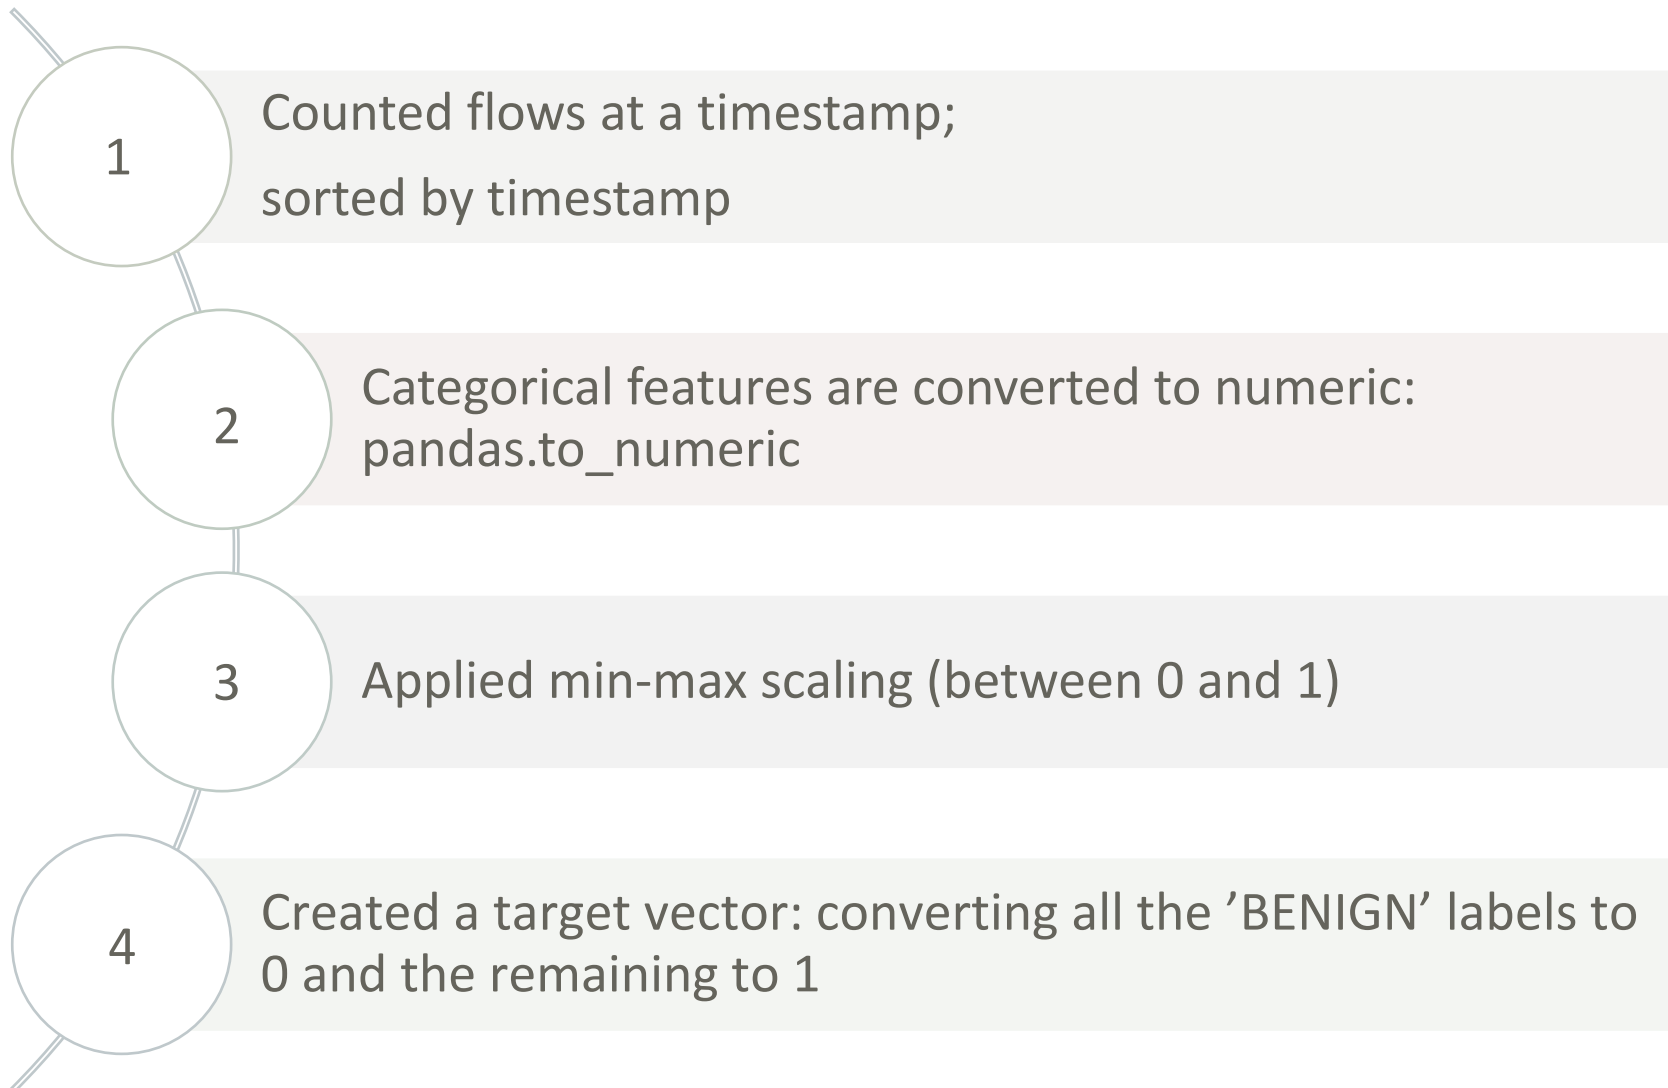 1
Counted flows at a timestamp;
sorted by timestamp
2
Categorical features are converted to numeric:
pandas.to_numeric
3
Applied min-max scaling (between 0 and 1)
4
Created a target vector: converting all the ’BENIGN’ labels to
0 and the remaining to 1